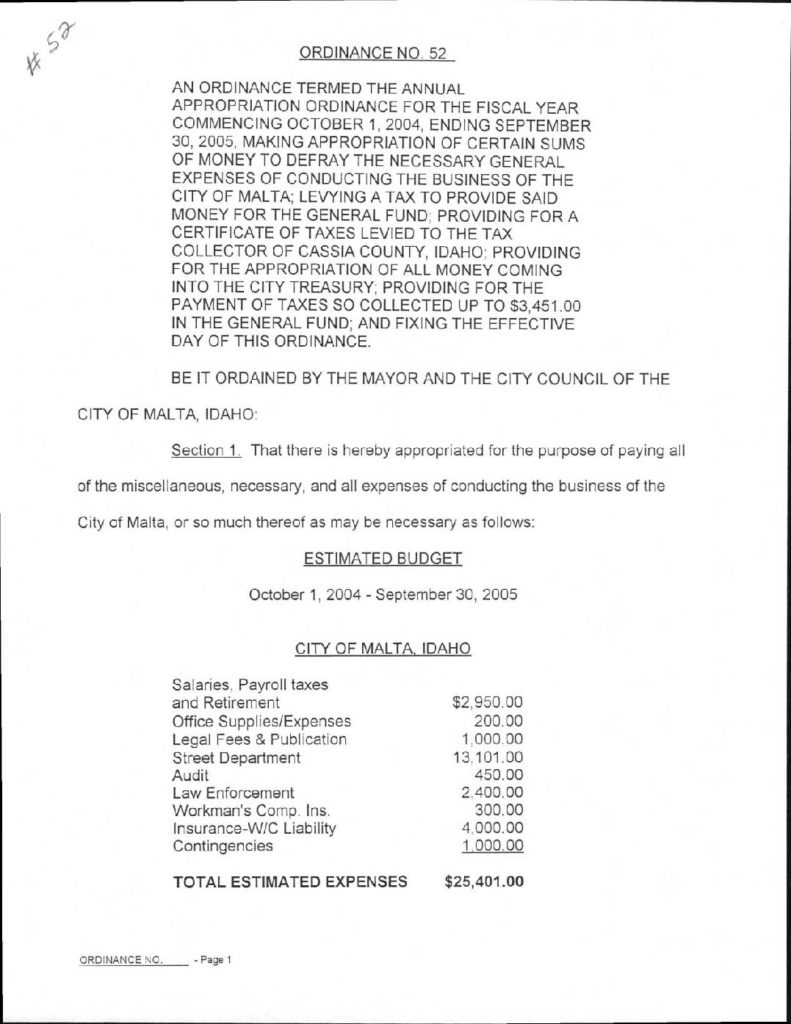 # 52
ORDINANCE NO. 52
AN ORDINANCE TERMED THE ANNUAL
APPROPRIATION ORDINANCE FOR THE FISCAL YEAR
COMMENCING OCTOBER 1, 2004, ENDING SEPTEMBER
30, 2005, MAKING APPROPRIATION OF CERTAIN SUMS
OF MONEY TO DEFRAY THE NECESSARY GENERAL
EXPENSES OF CONDUCTING THE BUSINESS OF THE
CITY OF MALTA; LEVYING A TAX TO PROVIDE SAID
MONEY FOR THE GENERAL FUND; PROVIDING FOR A
CERTIFICATE OF TAXES LEVIED TO THE TAX
COLLECTOR OF CASSIA COUNTY, IDAHO; PROVIDING
FOR THE APPROPRIATION OF ALL MONEY COMING
INTO THE CITY TREASURY; PROVIDING FOR THE
PAYMENT OF TAXES SO COLLECTED UP TO $3,451.00
IN THE GENERAL FUND; AND FIXING THE EFFECTIVE
DAY OF THIS ORDINANCE.
BE IT ORDAINED BY THE MAYOR AND THE CITY COUNCIL OF THE
CITY OF MALTA, IDAHO:
Section 1. That there is hereby appropriated for the purpose of paying all
of the miscellaneous, necessary, and all expenses of conducting the business of the
City of Malta, or so much thereof as may be necessary as follows:
ESTIMATED BUDGET
October 1, 2004 - September 30, 2005
CITY OF MALTA, IDAHO
Salaries, Payroll taxes
and Retirement $2,950.00
Office Supplies/Expenses 200.00
Legal Fees & Publication 1,000.00
Street Department 13,101.00
Audit 450.00
Law Enforcement 2,400.00
Workman's Comp. Ins. 300.00
Insurance-W/C Liability 4,000.00
Contingencies 1,000.00
TOTAL ESTIMATED EXPENSES $25,401.00
ORDINANCE NO. ____ - Page 1